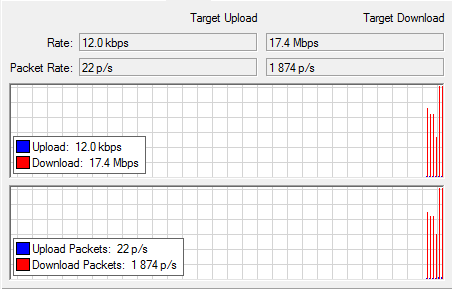 Target Upload Target Download
Rate: 12.0 kbps 17.4 Mbps
Packet Rate: 22 p/s 1 874 p/s
Upload: 12.0 kbps
Download: 17.4 Mbps
Upload Packets: 22 p/s
Download Packets: 1 874 p/s